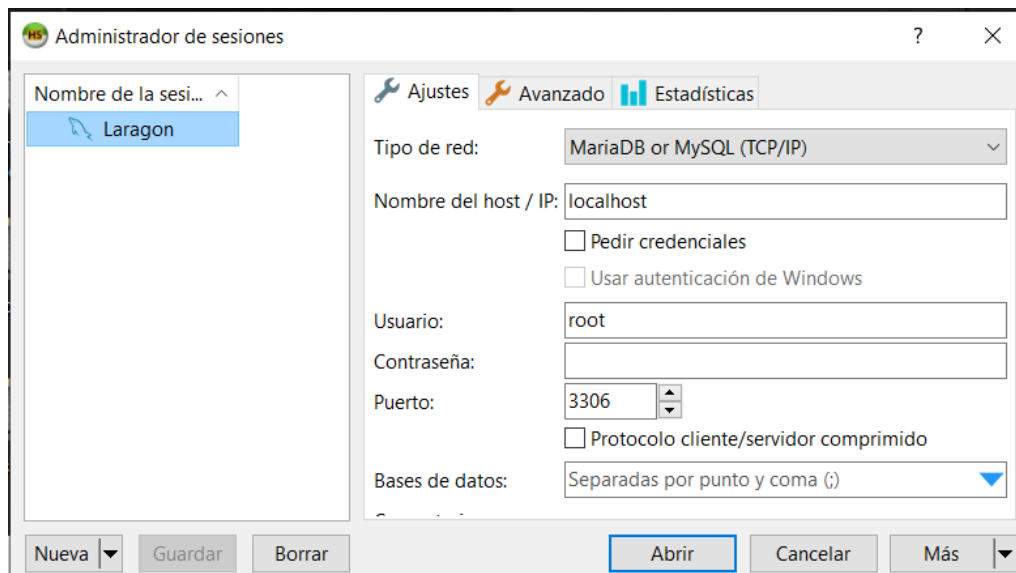 HS Administrador de sesiones ? ×
Nombre de la sesi...
Laragon
Ajustes Avanzado Estadísticas
Tipo de red: MariaDB or MySQL (TCP/IP)
Nombre del host / IP: localhost
Pedir credenciales
Usar autenticación de Windows
Usuario: root
Contraseña:
Puerto: 3306
Protocolo cliente/servidor comprimido
Bases de datos: Separadas por punto y coma (;)
Nueva Guardar Borrar Abrir Cancelar Más